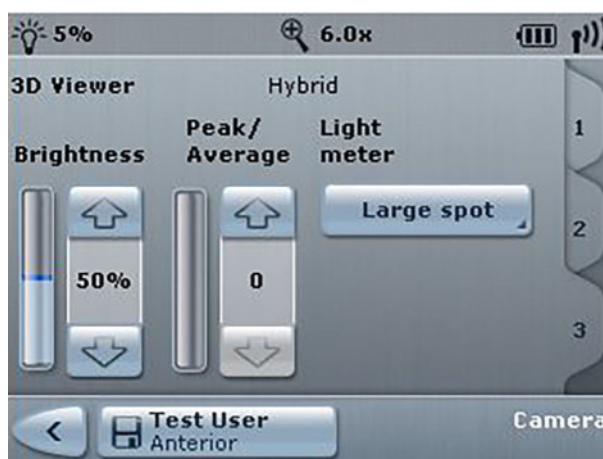 5% 6.0x
3D Viewer Hybrid
Brightness Peak/ Average Light meter
1
Large spot
2
50% 0
3
Test User
Anterior
Camera